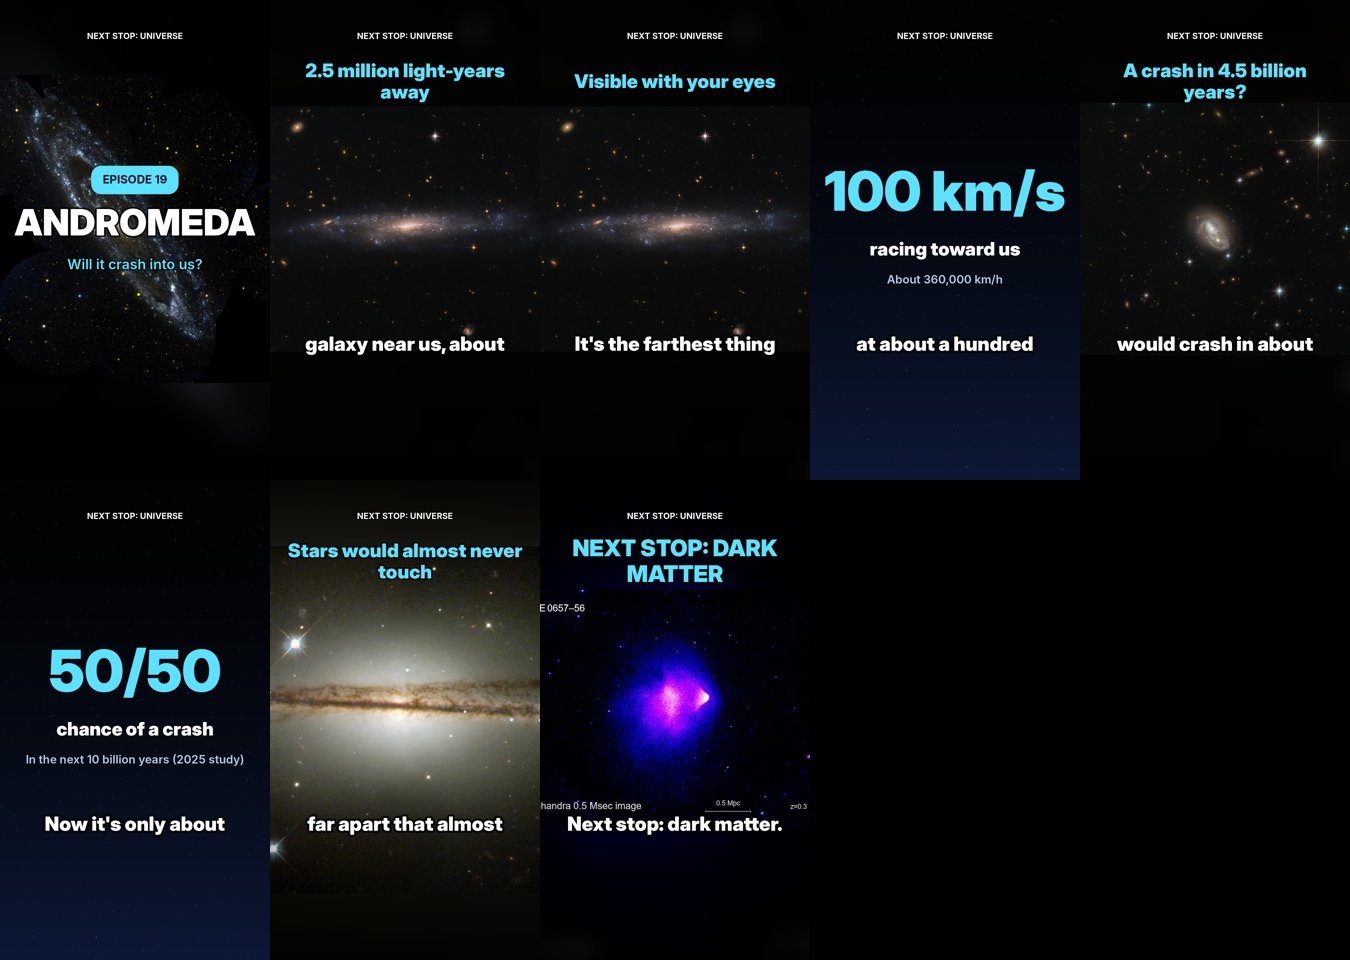 NEXT STOP: UNIVERSE
EPISODE 19
ANDROMEDA
Will it crash into us?
NEXT STOP: UNIVERSE
2.5 million light-years
away
galaxy near us, about
NEXT STOP: UNIVERSE
Visible with your eyes
It's the farthest thing
NEXT STOP: UNIVERSE
100 km/s
racing toward us
About 360,000 km/h
at about a hundred
NEXT STOP: UNIVERSE
A crash in 4.5 billion
years?
would crash in about
NEXT STOP: UNIVERSE
50/50
chance of a crash
In the next 10 billion years (2025 study)
Now it's only about
NEXT STOP: UNIVERSE
Stars would almost never
touch
far apart that almost
NEXT STOP: UNIVERSE
NEXT STOP: DARK
MATTER
E 0657–56
handra 0.5 Msec image
0.5 Mpc
z=0.3
Next stop: dark matter.